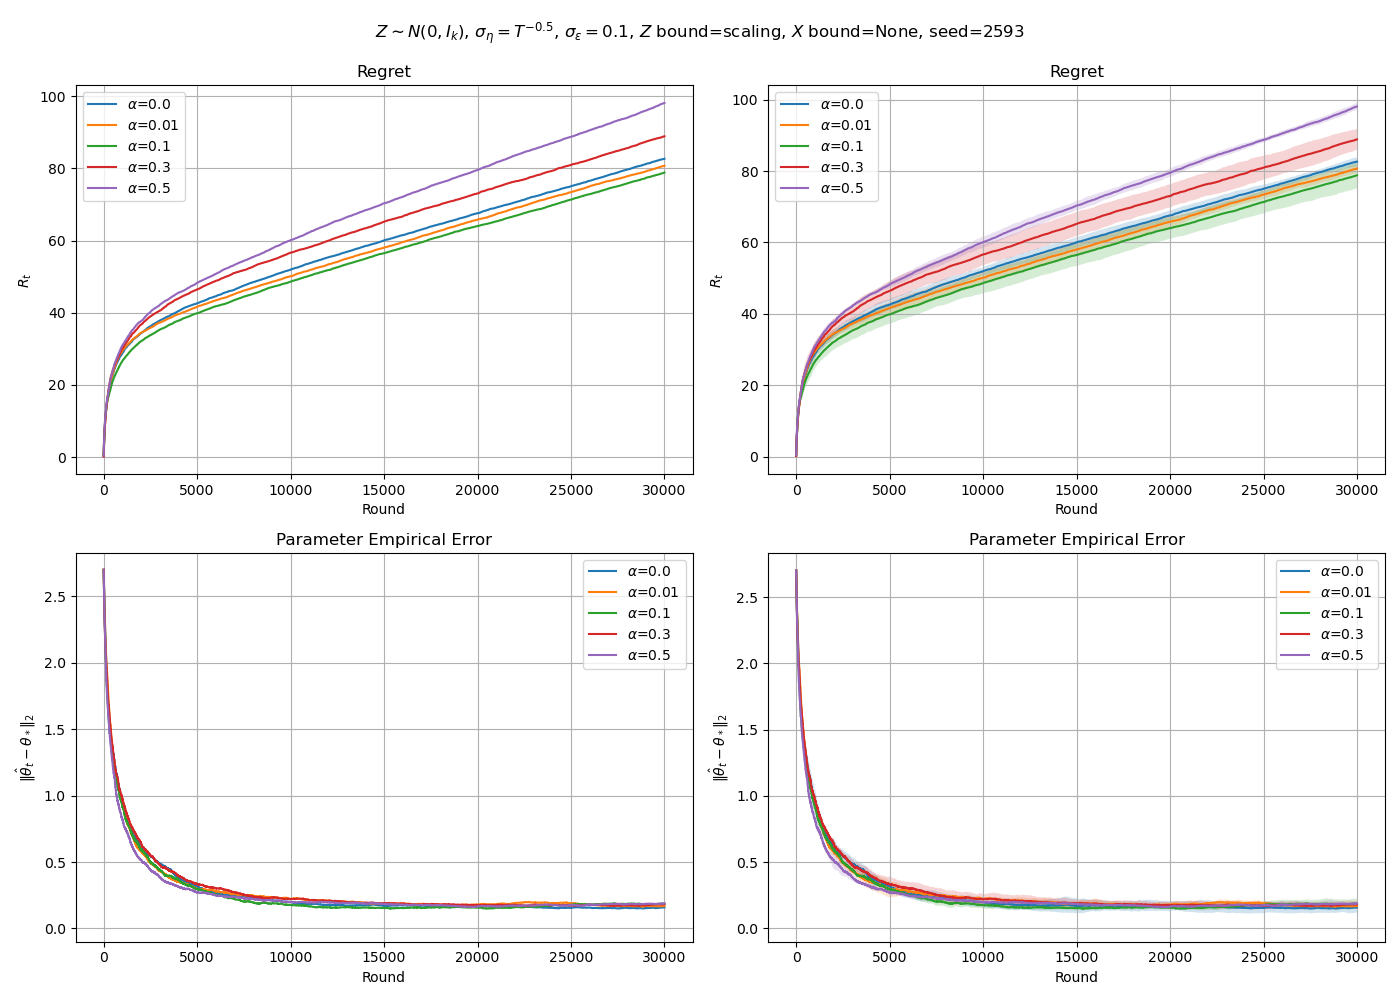 Z ~ N(0, I_k), σ_η = T^{-0.5}, σ_ε = 0.1, Z bound=scaling, X bound=None, seed=2593
Regret
α=0.0
α=0.01
α=0.1
α=0.3
α=0.5
100
80
60
40
20
0
R_t
0 5000 10000 15000 20000 25000 30000
Round
Regret
α=0.0
α=0.01
α=0.1
α=0.3
α=0.5
100
80
60
40
20
0
R_t
0 5000 10000 15000 20000 25000 30000
Round
Parameter Empirical Error
α=0.0
α=0.01
α=0.1
α=0.3
α=0.5
2.5
2.0
1.5
1.0
0.5
0.0
‖θ̂_t − θ_*‖_2
0 5000 10000 15000 20000 25000 30000
Round
Parameter Empirical Error
α=0.0
α=0.01
α=0.1
α=0.3
α=0.5
2.5
2.0
1.5
1.0
0.5
0.0
‖θ̂_t − θ_*‖_2
0 5000 10000 15000 20000 25000 30000
Round